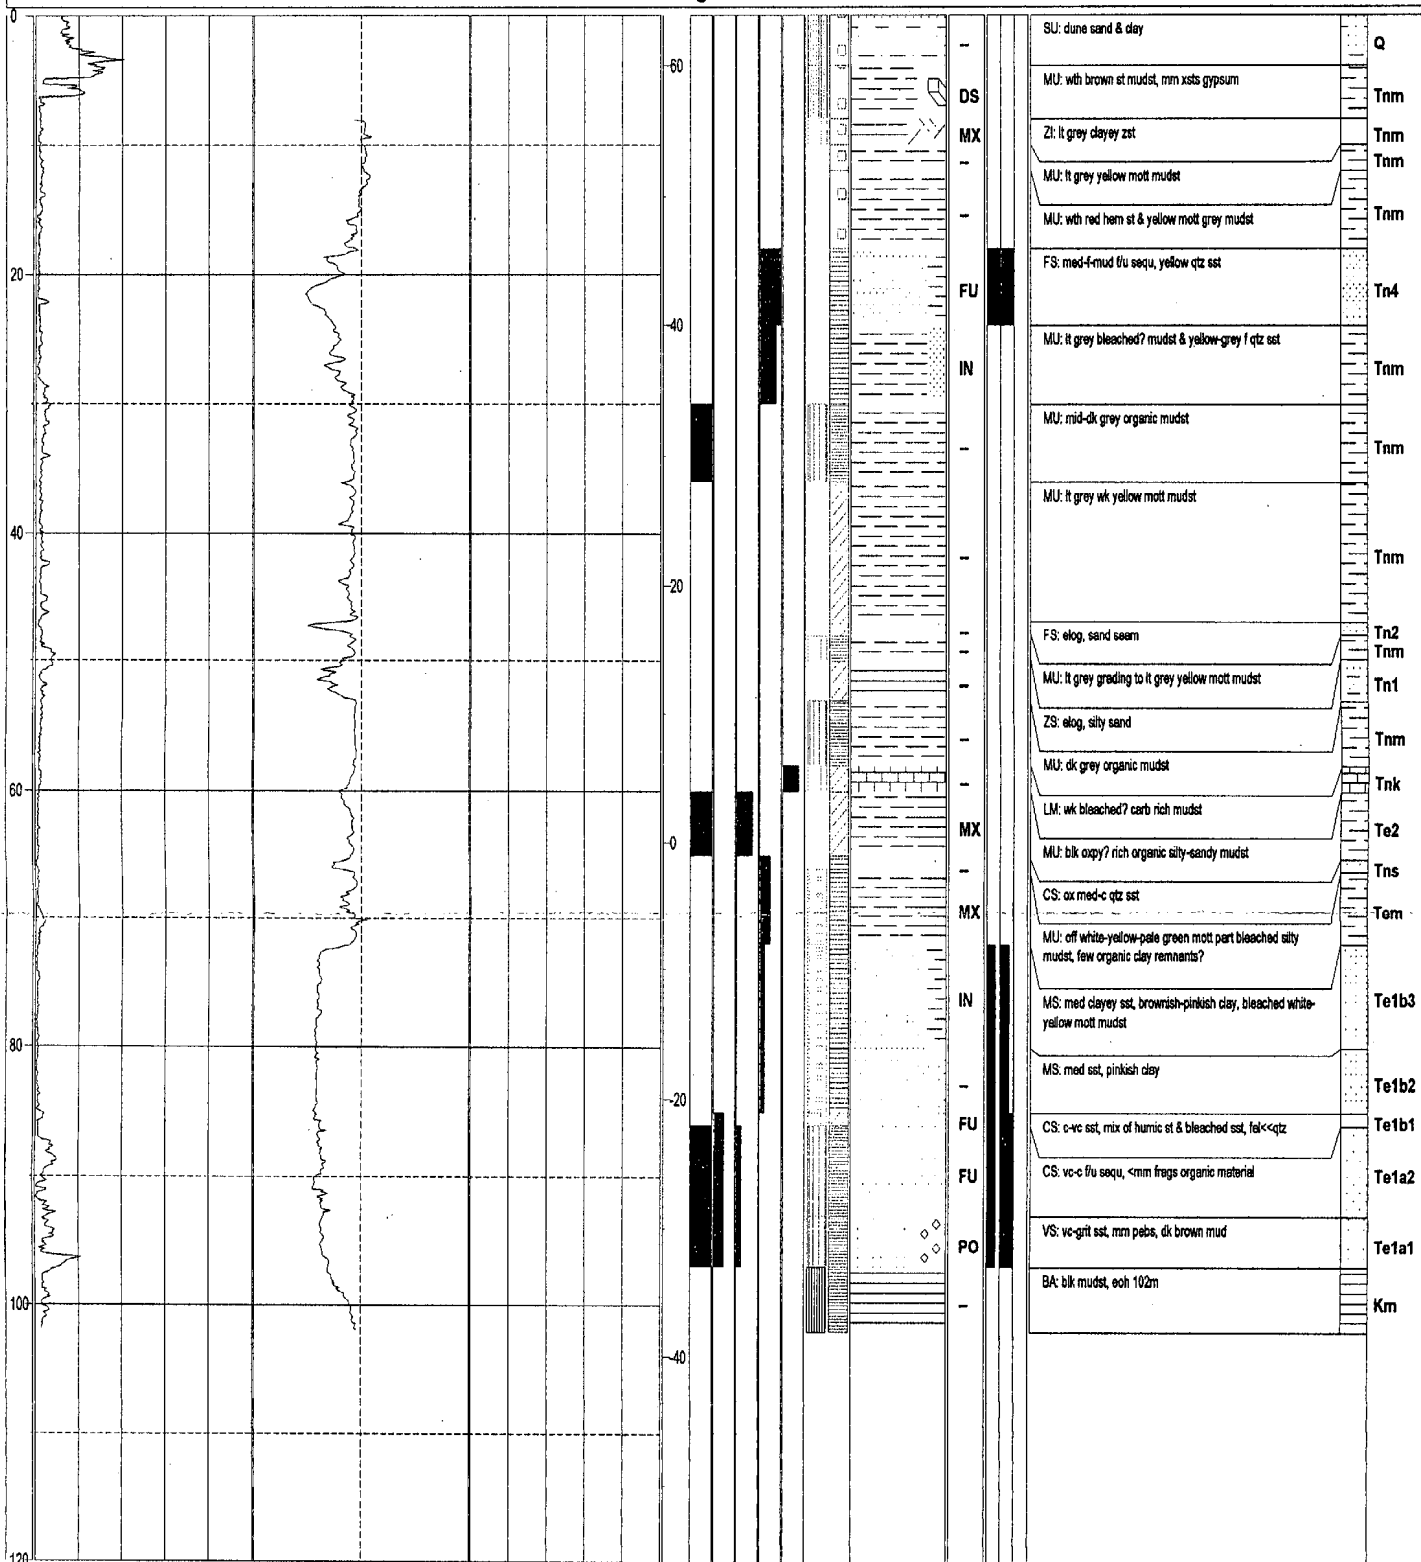 0
20
40
60
80
100
120
60
40
20
0
-20
-40
-
DS
MX
-
-
FU
IN
-
-
-
-
-
-
-
MX
-
MX
IN
-
FU
FU
PO
-
SU: dune sand & clay
MU: wth brown st mudst, mm xsts gypsum
ZI: lt grey clayey zst
MU: lt grey yellow mott mudst
MU: wth red hem st & yellow mott grey mudst
FS: med-f-mud f/u sequ, yellow qtz sst
MU: lt grey bleached? mudst & yellow-grey f qtz sst
MU: mid-dk grey organic mudst
MU: lt grey wk yellow mott mudst
FS: elog, sand seam
MU: lt grey grading to lt grey yellow mott mudst
ZS: elog, silty sand
MU: dk grey organic mudst
LM: wk bleached? carb rich mudst
MU: blk oxpy? rich organic silty-sandy mudst
CS: ox med-c qtz sst
MU: off white-yellow-pale green mott part bleached silty
mudst, few organic clay remnants?
MS: med clayey sst, brownish-pinkish clay, bleached white-
yellow mott mudst
MS: med sst, pinkish clay
CS: c-vc sst, mix of humic st & bleached sst, fel<<qtz
CS: vc-c f/u sequ, <mm frags organic material
VS: vc-grit sst, mm pebs, dk brown mud
BA: blk mudst, eoh 102m
Q
Tnm
Tnm
Tnm
Tnm
Tn4
Tnm
Tnm
Tnm
Tn2
Tnm
Tn1
Tnm
Tnk
Te2
Tns
Tem
Te1b3
Te1b2
Te1b1
Te1a2
Te1a1
Km